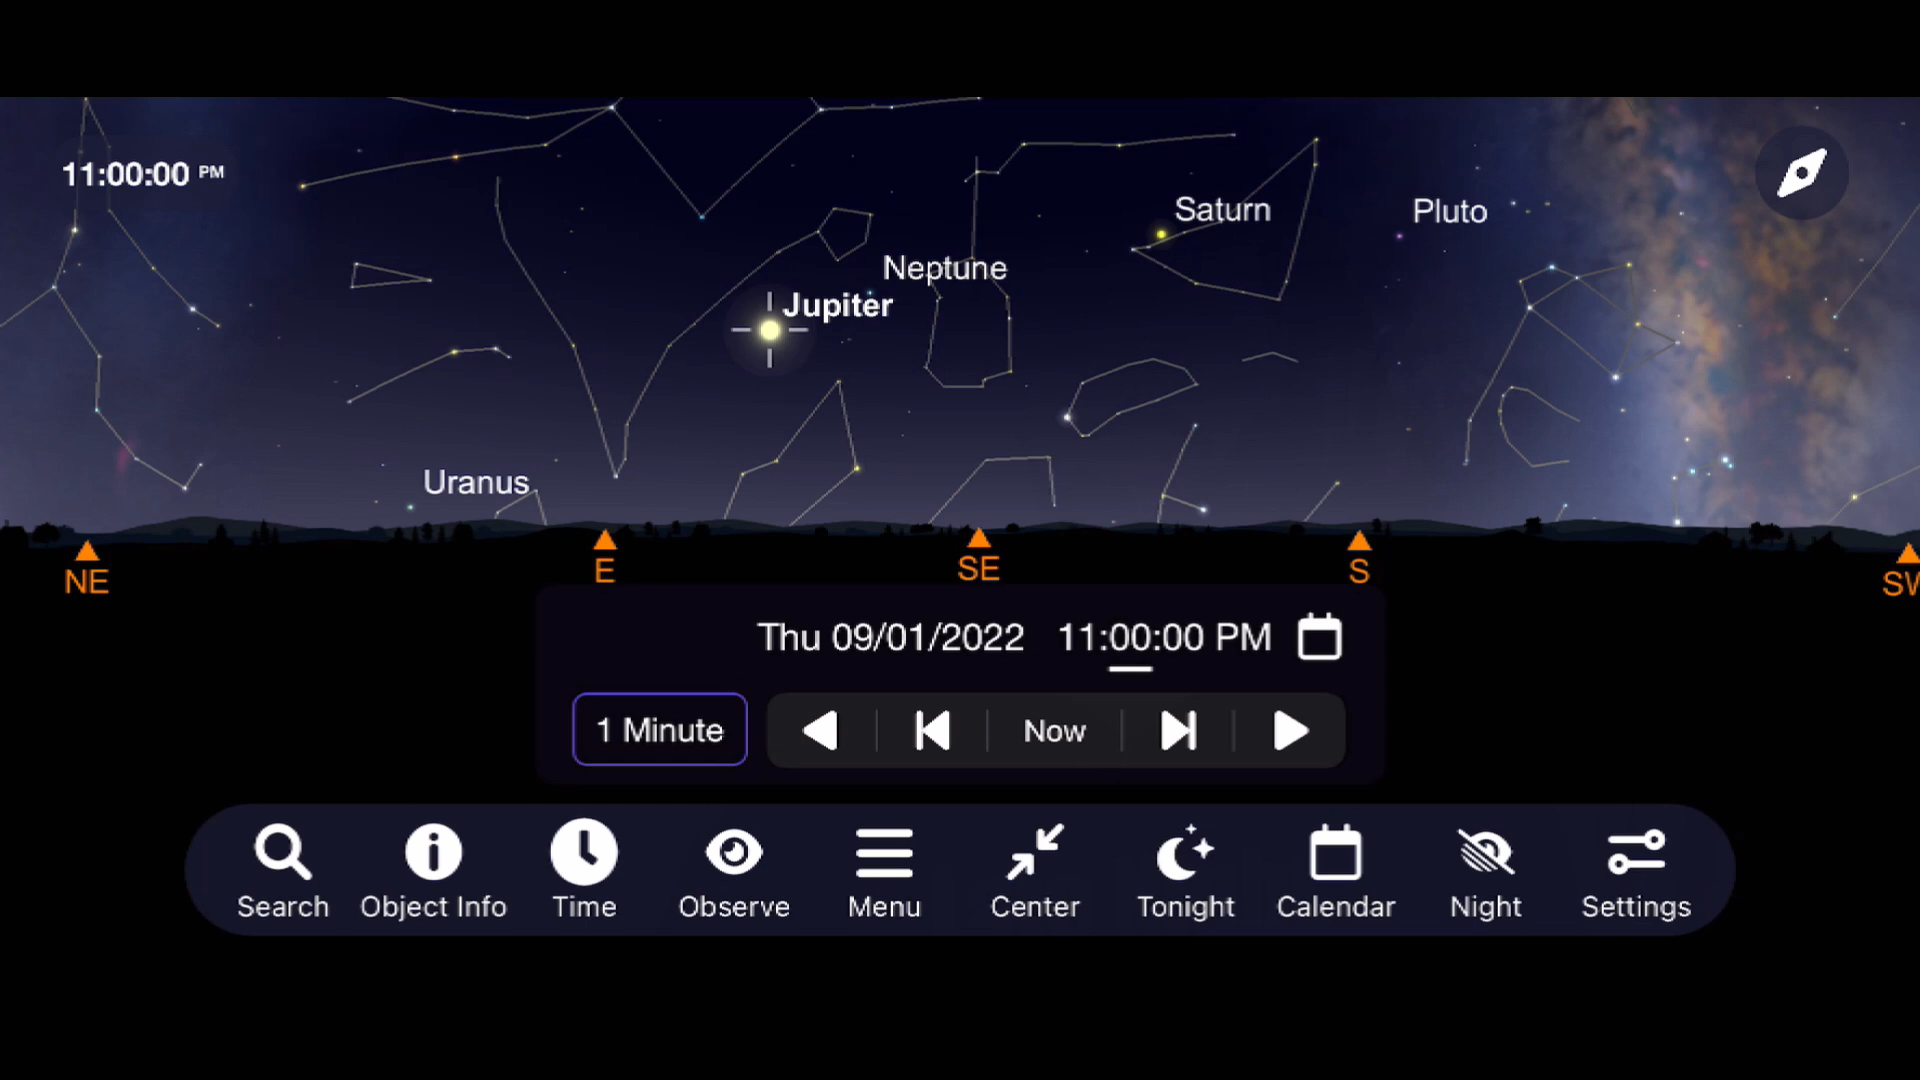 11:00:00 PM
Saturn
Pluto
Neptune
Jupiter
Uranus
NE
E
SE
S
SW
Thu 09/01/2022 11:00:00 PM
1 Minute
Now
Search
Object Info
Time
Observe
Menu
Center
Tonight
Calendar
Night
Settings